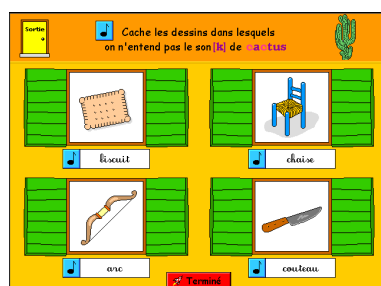 Sortie
Cache les dessins dans lesquels
on n'entend pas le son [k] de cactus
biscuit
chaise
arc
couteau
Terminé